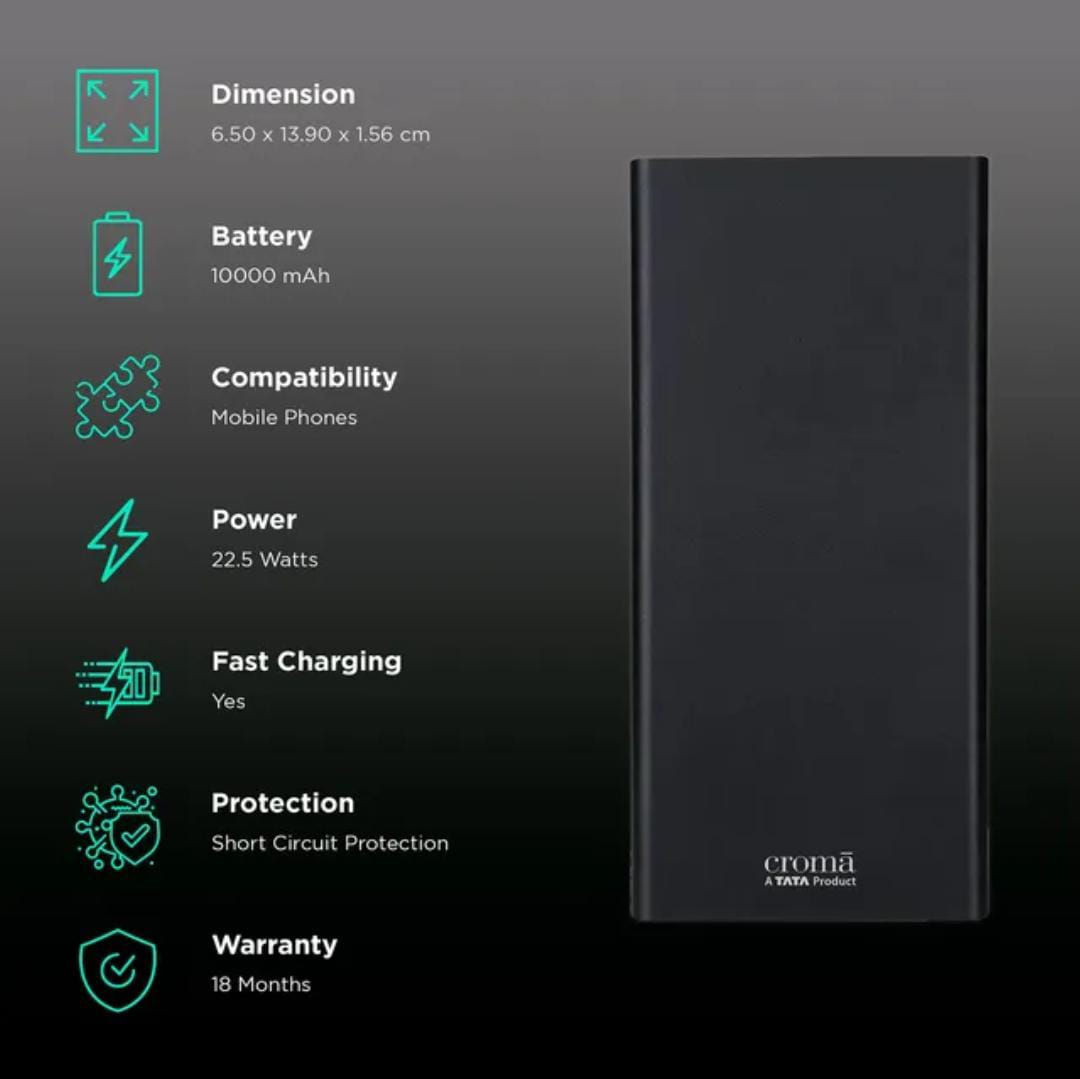 Dimension
6.50 x 13.90 x 1.56 cm
Battery
10000 mAh
Compatibility
Mobile Phones
Power
22.5 Watts
Fast Charging
Yes
Protection
Short Circuit Protection
Warranty
18 Months
cromā
A TATA Product